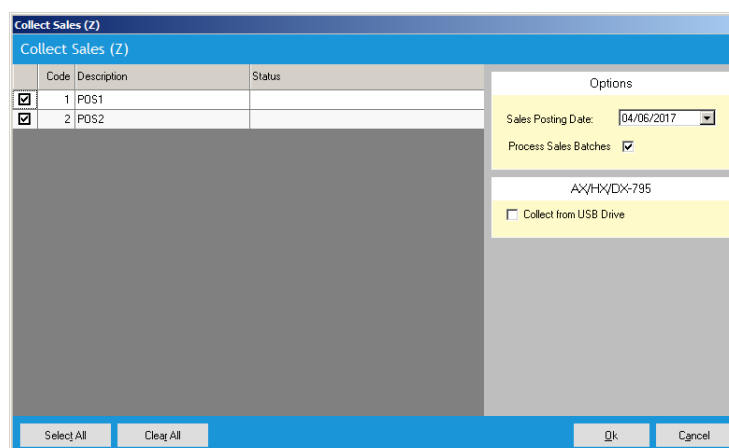 Collect Sales (Z)
Collect Sales (Z)
Code Description Status
1 POS1
2 POS2
Options
Sales Posting Date: 04/06/2017
Process Sales Batches
AX/HX/DX-795
Collect from USB Drive
Select All Clear All Ok Cancel